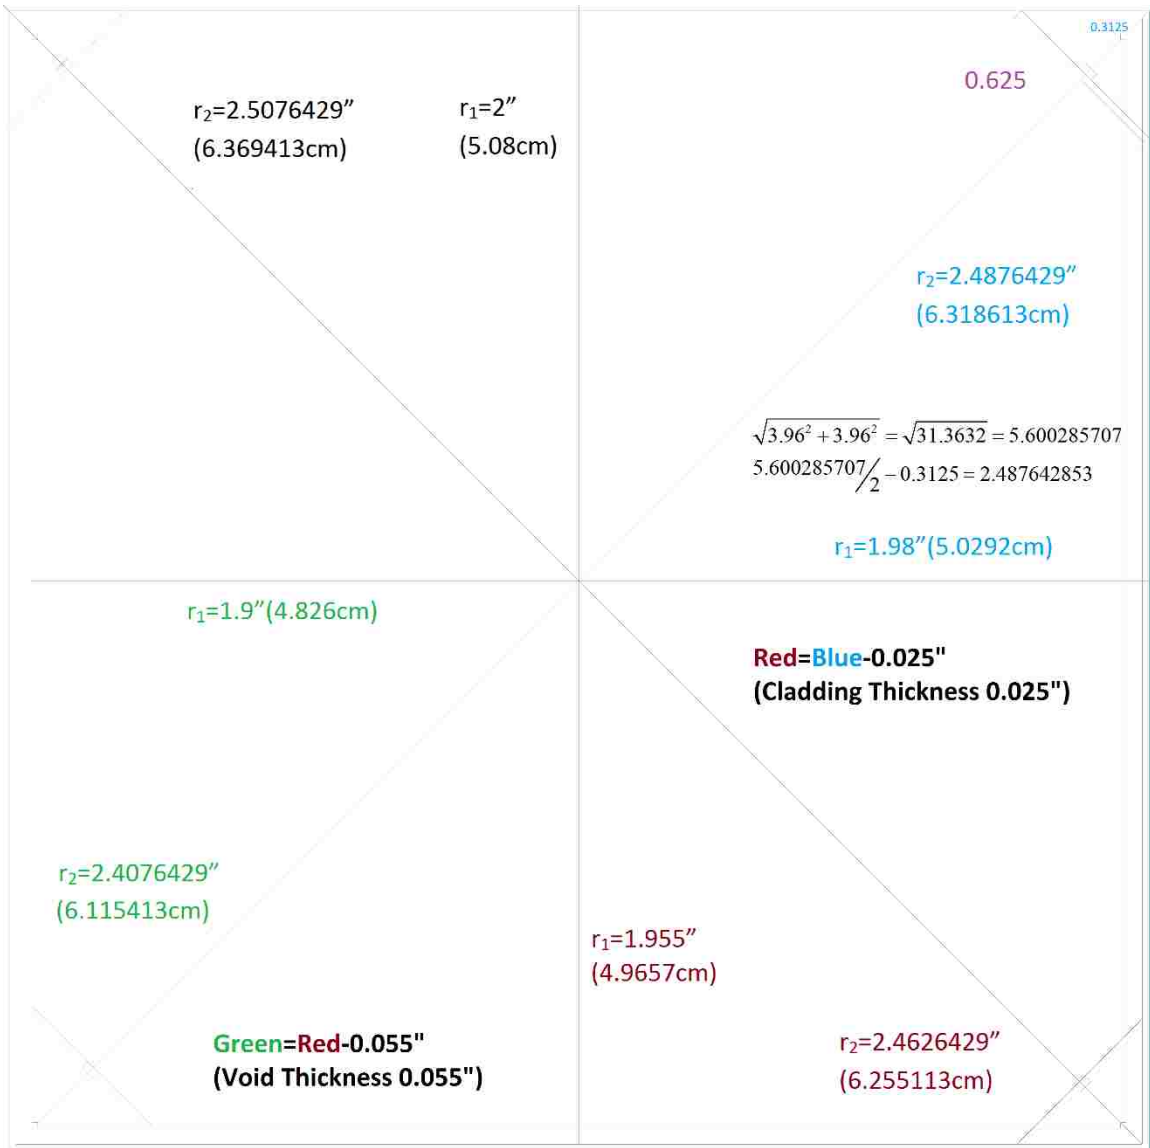 0.3125
0.625
r₂=2.5076429″
(6.369413cm)
r₁=2″
(5.08cm)
r₂=2.4876429″
(6.318613cm)
√3.96² + 3.96² = √31.3632 = 5.600285707
5.600285707/2 − 0.3125 = 2.487642853
r₁=1.98″(5.0292cm)
r₁=1.9″(4.826cm)
Red=Blue-0.025"
(Cladding Thickness 0.025")
r₂=2.4076429″
(6.115413cm)
r₁=1.955″
(4.9657cm)
Green=Red-0.055"
(Void Thickness 0.055")
r₂=2.4626429″
(6.255113cm)